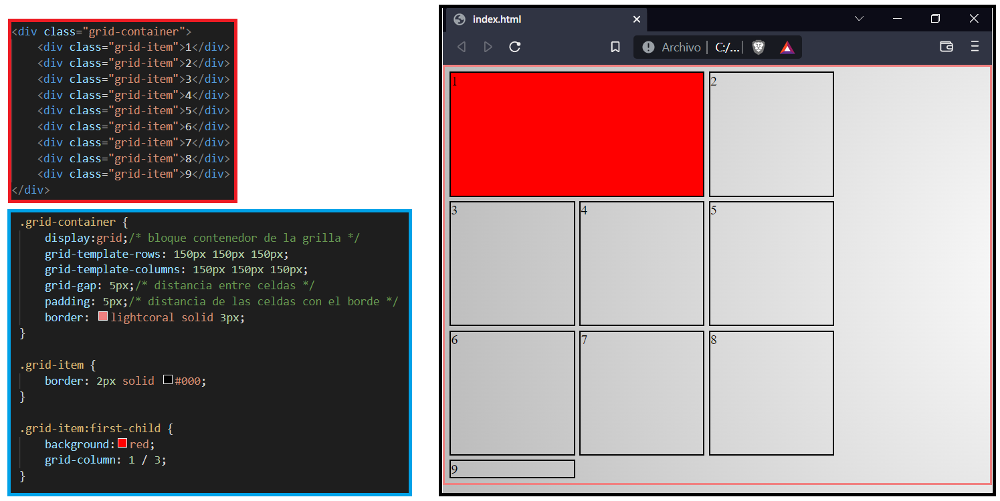 <div class="grid-container">
    <div class="grid-item">1</div>
    <div class="grid-item">2</div>
    <div class="grid-item">3</div>
    <div class="grid-item">4</div>
    <div class="grid-item">5</div>
    <div class="grid-item">6</div>
    <div class="grid-item">7</div>
    <div class="grid-item">8</div>
    <div class="grid-item">9</div>
</div>
.grid-container {
    display:grid;/* bloque contenedor de la grilla */
    grid-template-rows: 150px 150px 150px;
    grid-template-columns: 150px 150px 150px;
    grid-gap: 5px;/* distancia entre celdas */
    padding: 5px;/* distancia de las celdas con el borde */
    border: lightcoral solid 3px;
}
.grid-item {
    border: 2px solid #000;
}
.grid-item:first-child {
    background:red;
    grid-column: 1 / 3;
}
index.html
Archivo | C:/...|
1 2
3 4 5
6 7 8
9